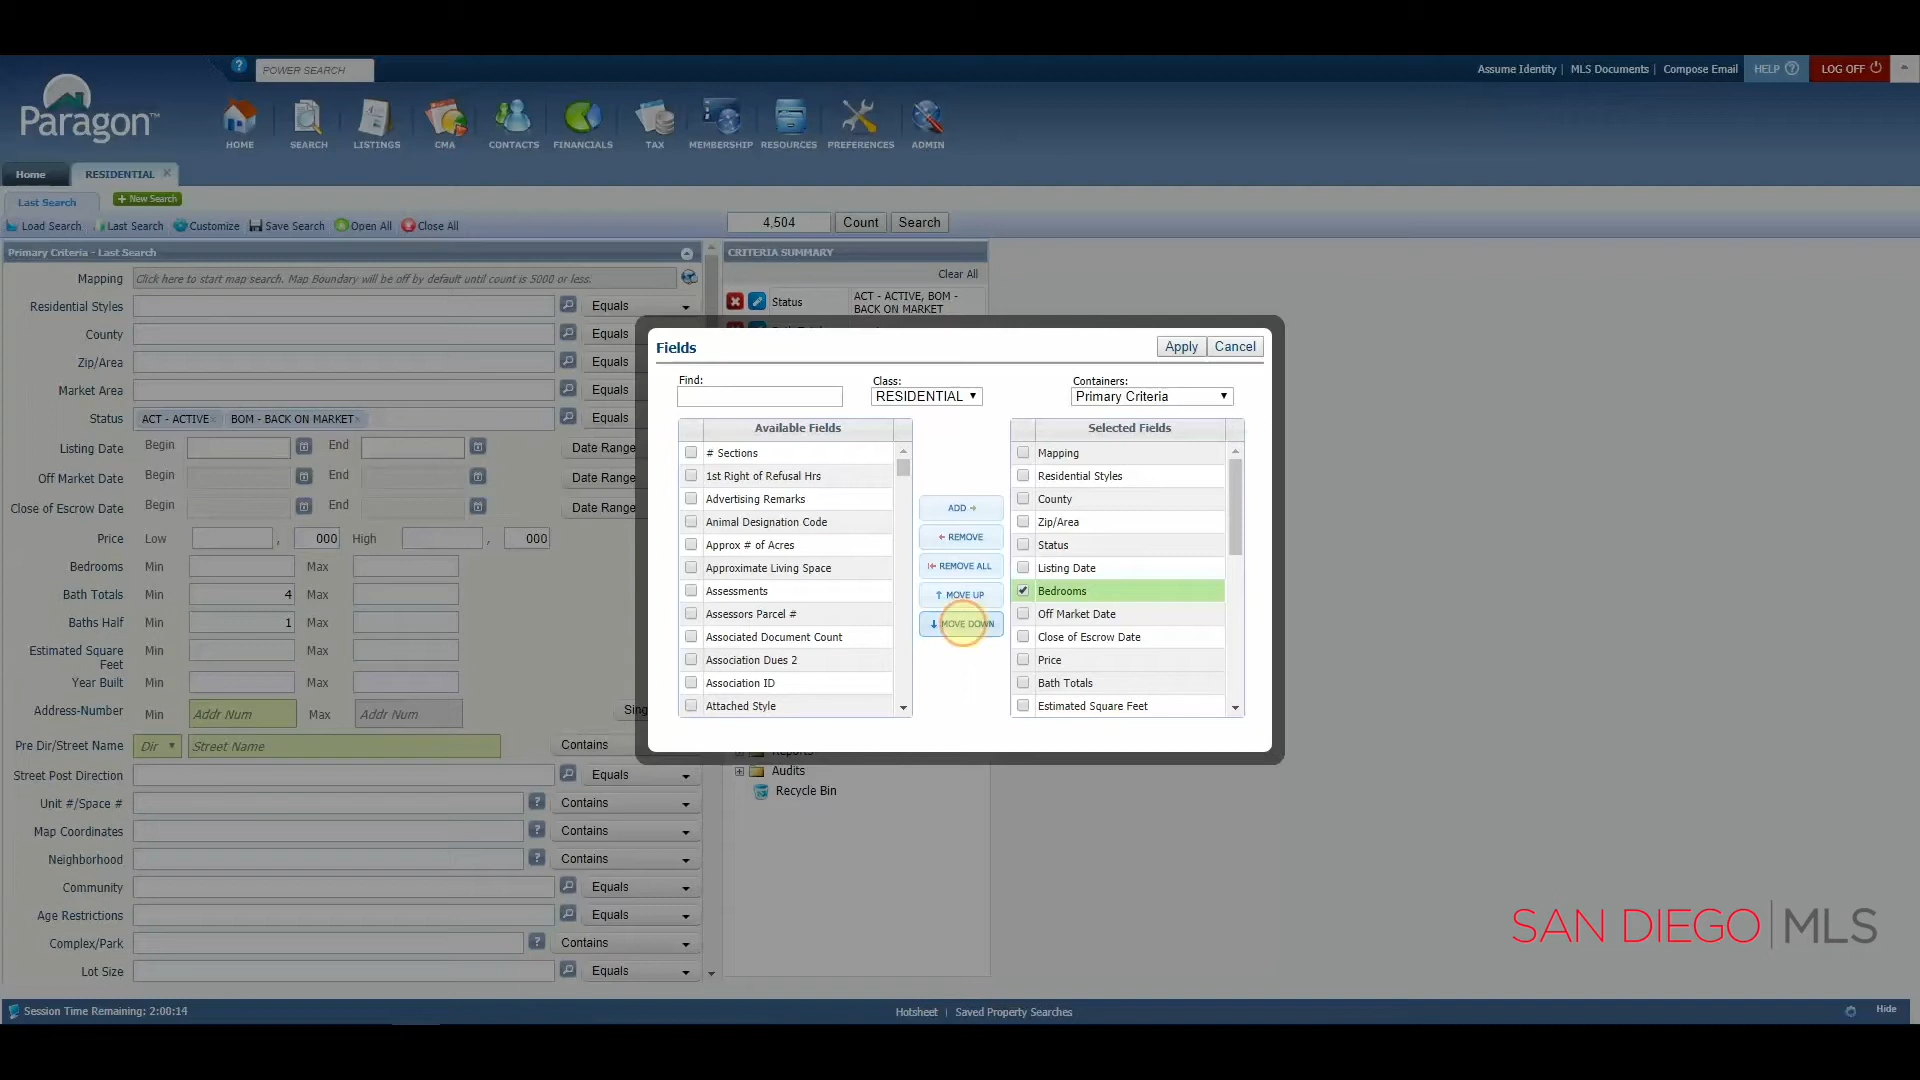 POWER SEARCH
Assume Identity | MLS Documents | Compose Email HELP ? LOG OFF
Paragon™
HOME SEARCH LISTINGS CMA CONTACTS FINANCIALS TAX MEMBERSHIP RESOURCES PREFERENCES ADMIN
Home RESIDENTIAL
Last Search + New Search
Load Search Last Search Customize Save Search Open All Close All 4,504 Count Search
Primary Criteria - Last Search
CRITERIA SUMMARY
Clear All
Status ACT - ACTIVE, BOM -
BACK ON MARKET
Mapping Click here to start map search. Map Boundary will be off by default until count is 5000 or less.
Residential Styles Equals
County Equals
Zip/Area Equals
Market Area Equals
Status ACT - ACTIVE× BOM - BACK ON MARKET× Equals
Listing Date Begin End Date Range
Off Market Date Begin End Date Range
Close of Escrow Date Begin End Date Range
Price Low , 000 High , 000
Bedrooms Min Max
Bath Totals Min 4 Max
Baths Half Min 1 Max
Estimated Square
Feet Min Max
Year Built Min Max
Address-Number Min Addr Num Max Addr Num Sing
Pre Dir/Street Name Dir Street Name Contains
Street Post Direction Equals
Unit #/Space # ? Contains
Map Coordinates ? Contains
Neighborhood ? Contains
Community Equals
Age Restrictions Equals
Complex/Park ? Contains
Lot Size Equals
Fields Apply Cancel
Find: Class: Containers:
RESIDENTIAL Primary Criteria
Available Fields
# Sections
1st Right of Refusal Hrs
Advertising Remarks
Animal Designation Code
Approx # of Acres
Approximate Living Space
Assessments
Assessors Parcel #
Associated Document Count
Association Dues 2
Association ID
Attached Style
ADD
REMOVE
REMOVE ALL
MOVE UP
MOVE DOWN
Selected Fields
Mapping
Residential Styles
County
Zip/Area
Status
Listing Date
Bedrooms
Off Market Date
Close of Escrow Date
Price
Bath Totals
Estimated Square Feet
Reports
Audits
Recycle Bin
SAN DIEGO | MLS
Session Time Remaining: 2:00:14 Hotsheet | Saved Property Searches Hide